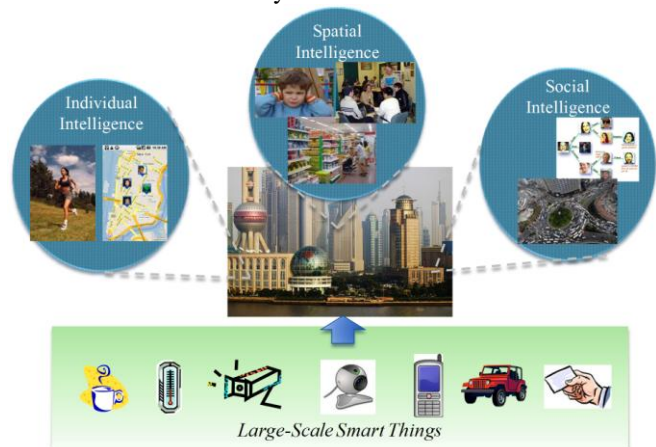 Spatial
Intelligence
Individual
Intelligence
Social
Intelligence
Large-Scale Smart Things